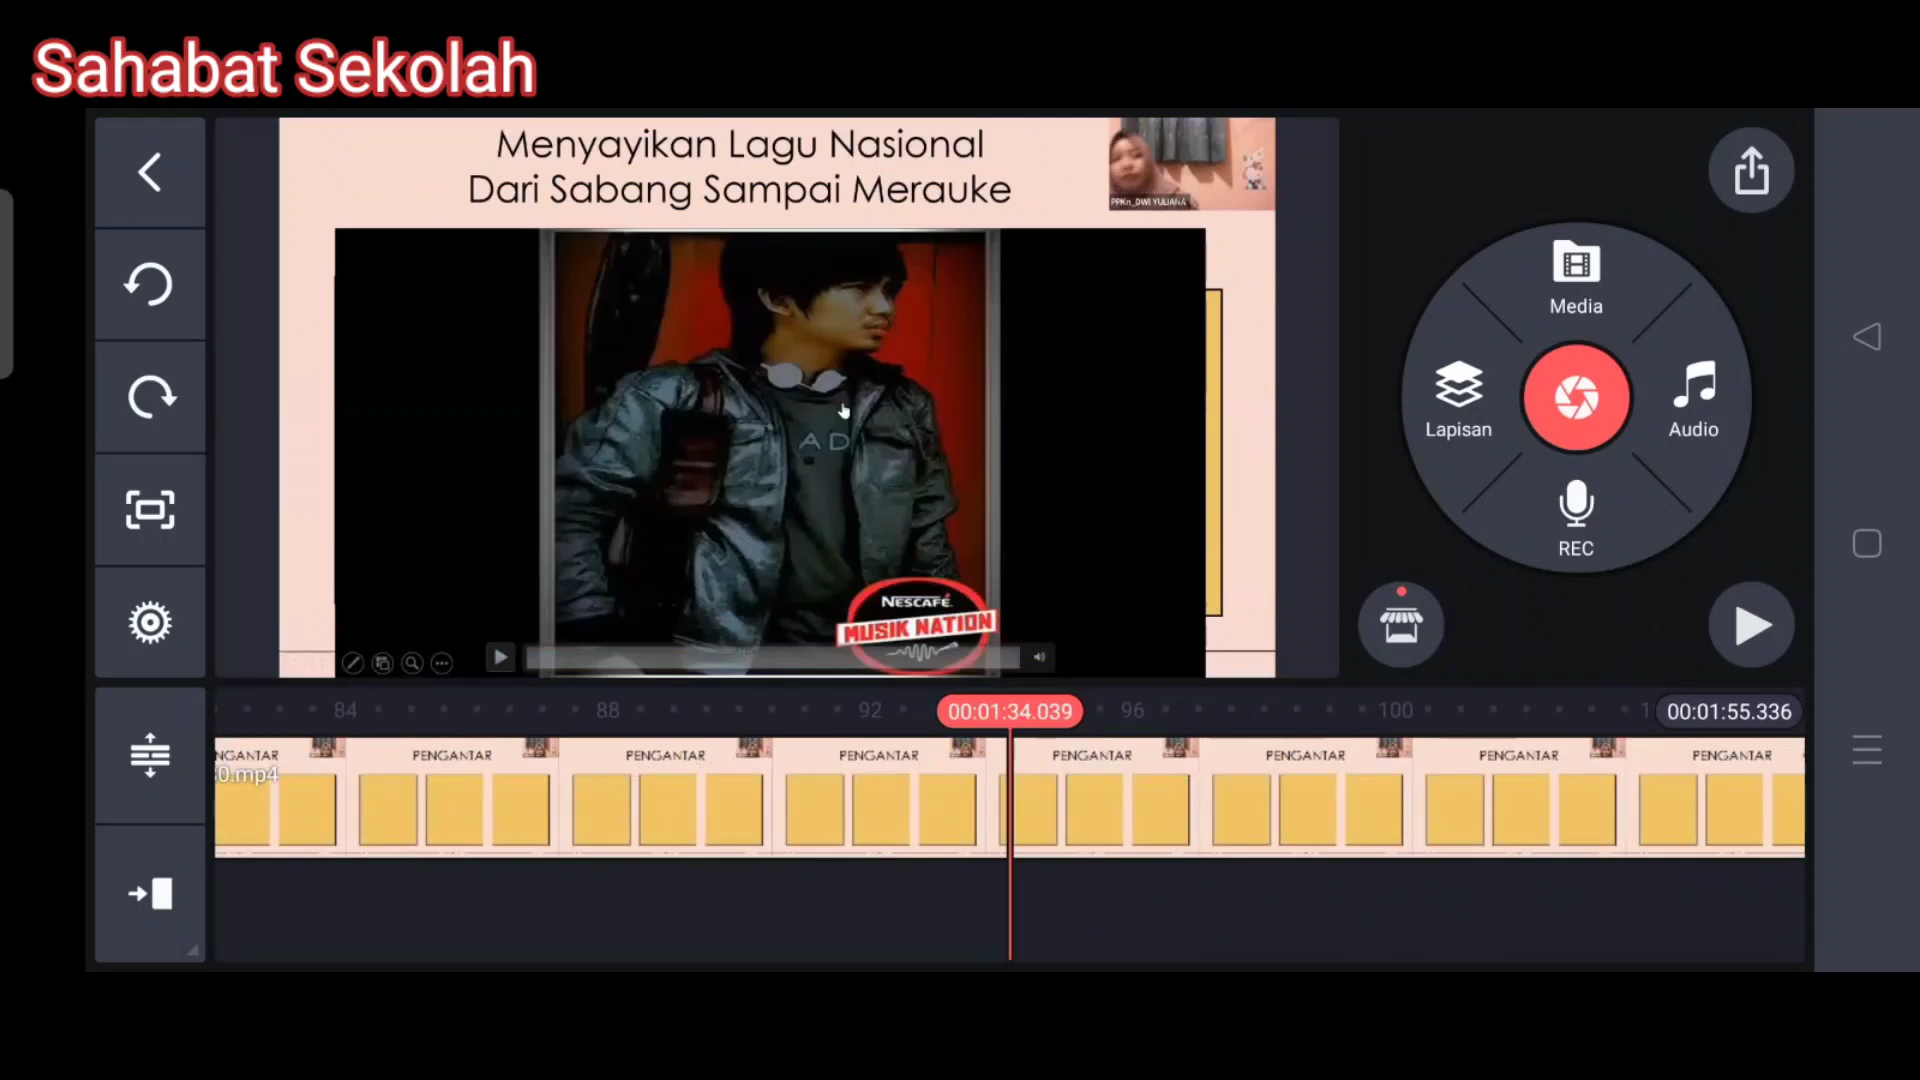 Sahabat Sekolah
Menyayikan Lagu Nasional
Dari Sabang Sampai Merauke
PPKn_DWI YULIANA
AD
NESCAFÉ
MUSIK NATION
Media
Lapisan
Audio
REC
84
88
92
00:01:34.039
96
100
00:01:55.336
NGANTAR
PENGANTAR
PENGANTAR
PENGANTAR
PENGANTAR
PENGANTAR
PENGANTAR
PENGANTAR
0.mp4